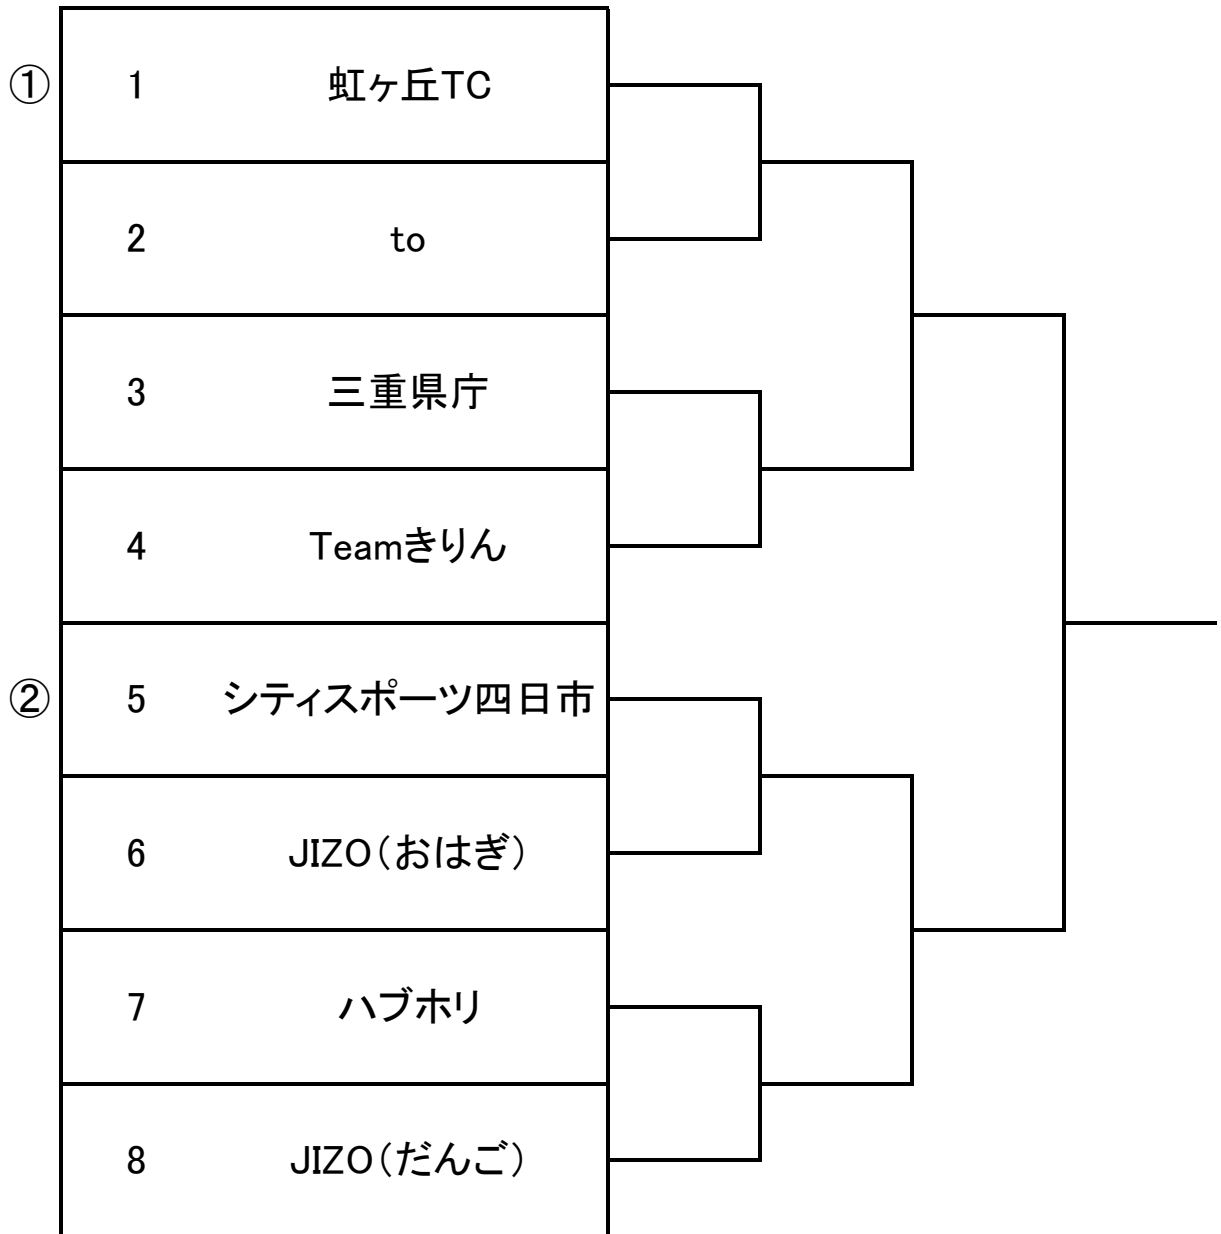 ① 1 虹ヶ丘TC
2 to
3 三重県庁
4 Teamきりん
② 5 シティスポーツ四日市
6 JIZO（おはぎ）
7 ハブホリ
8 JIZO（だんご）